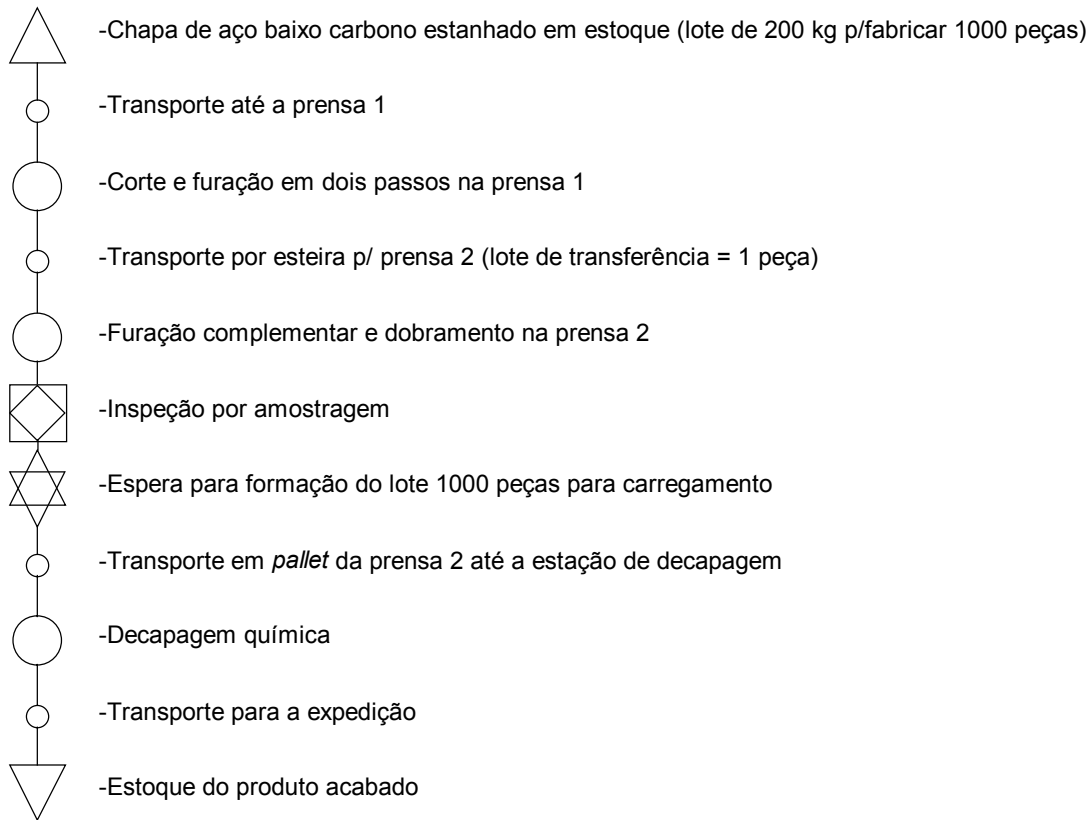 -Chapa de aço baixo carbono estanhado em estoque (lote de 200 kg p/fabricar 1000 peças)
-Transporte até a prensa 1
-Corte e furação em dois passos na prensa 1
-Transporte por esteira p/ prensa 2 (lote de transferência = 1 peça)
-Furação complementar e dobramento na prensa 2
-Inspeção por amostragem
-Espera para formação do lote 1000 peças para carregamento
-Transporte em pallet da prensa 2 até a estação de decapagem
-Decapagem química
-Transporte para a expedição
-Estoque do produto acabado